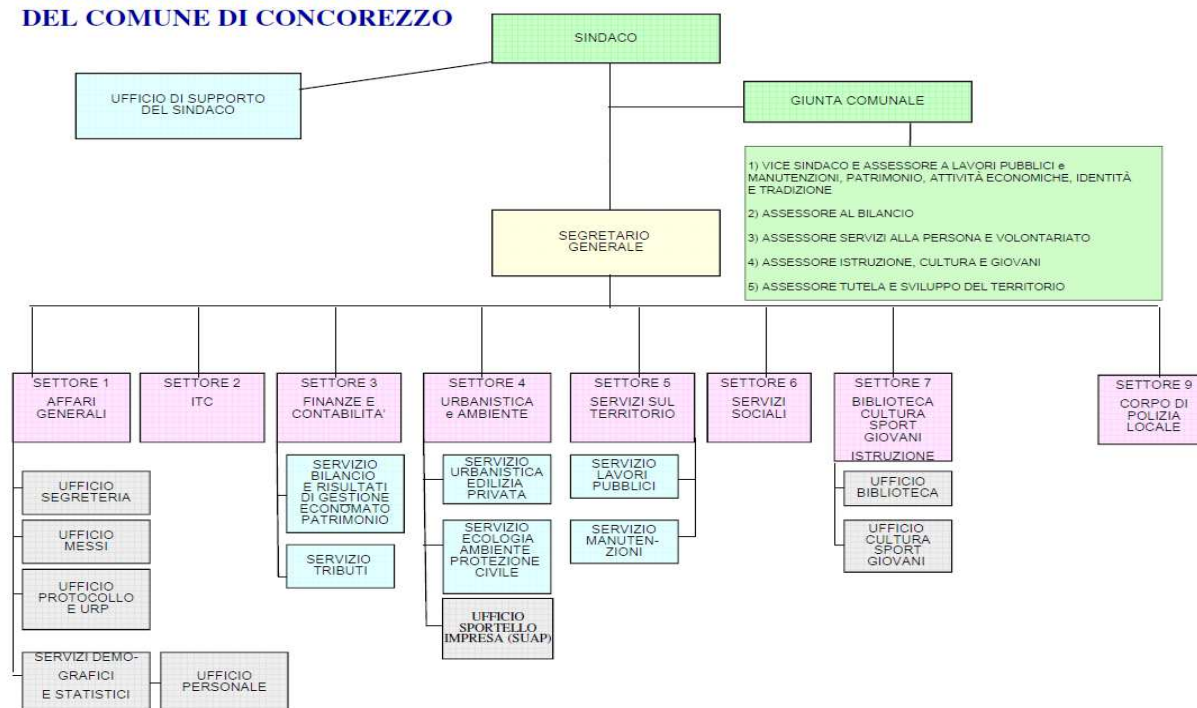 DEL COMUNE DI CONCOREZZO
SINDACO
UFFICIO DI SUPPORTO
DEL SINDACO
GIUNTA COMUNALE
1) VICE SINDACO E ASSESSORE A LAVORI PUBBLICI e
MANUTENZIONI, PATRIMONIO, ATTIVITÀ ECONOMICHE, IDENTITÀ
E TRADIZIONE
2) ASSESSORE AL BILANCIO
3) ASSESSORE SERVIZI ALLA PERSONA E VOLONTARIATO
4) ASSESSORE ISTRUZIONE, CULTURA E GIOVANI
5) ASSESSORE TUTELA E SVILUPPO DEL TERRITORIO
SEGRETARIO
GENERALE
SETTORE 1
AFFARI
GENERALI
UFFICIO
SEGRETERIA
UFFICIO
MESSI
UFFICIO
PROTOCOLLO
E URP
SERVIZI DEMO-
GRAFICI
E STATISTICI
UFFICIO
PERSONALE
SETTORE 2
ITC
SETTORE 3
FINANZE E
CONTABILITA'
SERVIZIO
BILANCIO
E RISULTATI
DI GESTIONE
ECONOMATO
PATRIMONIO
SERVIZIO
TRIBUTI
SETTORE 4
URBANISTICA
e AMBIENTE
SERVIZIO
URBANISTICA
EDILIZIA
PRIVATA
SERVIZIO
ECOLOGIA
AMBIENTE
PROTEZIONE
CIVILE
UFFICIO
SPORTELLO
IMPRESA (SUAP)
SETTORE 5
SERVIZI SUL
TERRITORIO
SERVIZIO
LAVORI
PUBBLICI
SERVIZIO
MANUTEN-
ZIONI
SETTORE 6
SERVIZI
SOCIALI
SETTORE 7
BIBLIOTECA
CULTURA
SPORT
GIOVANI
ISTRUZIONE
UFFICIO
BIBLIOTECA
UFFICIO
CULTURA
SPORT
GIOVANI
SETTORE 9
CORPO DI
POLIZIA
LOCALE